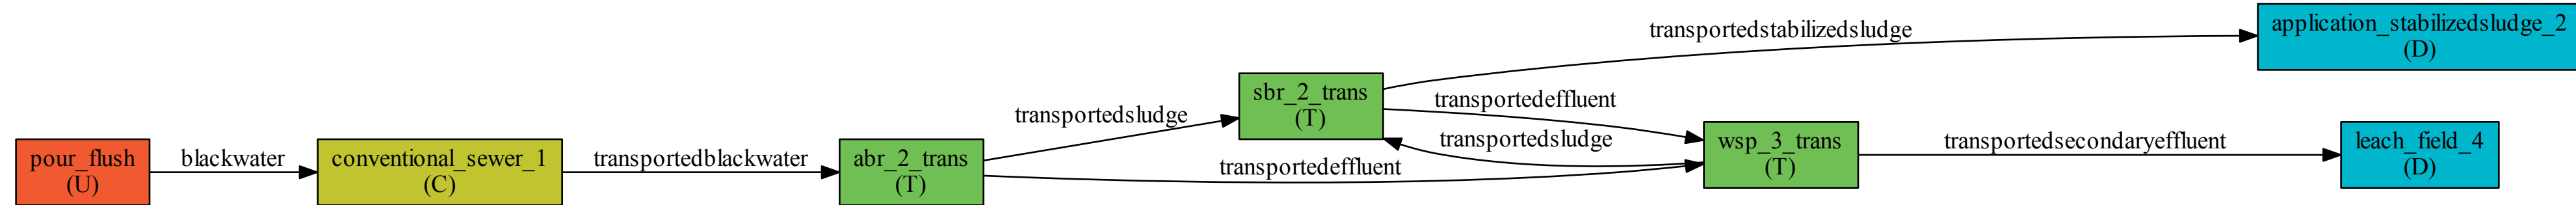 pour_flush
(U)
blackwater
conventional_sewer_1
(C)
transportedblackwater
abr_2_trans
(T)
transportedsludge
transportedeffluent
sbr_2_trans
(T)
transportedstabilizedsludge
transportedeffluent
transportedsludge
wsp_3_trans
(T)
transportedsecondaryeffluent
application_stabilizedsludge_2
(D)
leach_field_4
(D)